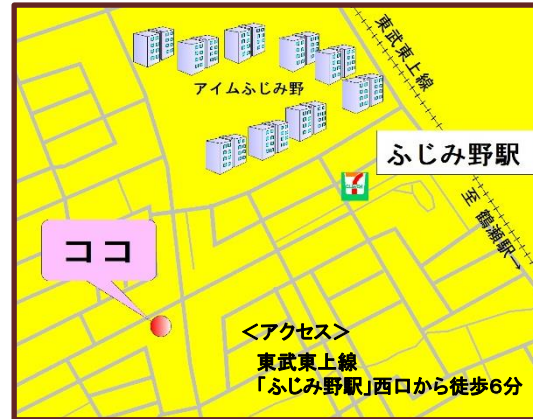 東武東上線
アイムふじみ野
ふじみ野駅
至 鶴瀬駅→
ココ
<アクセス>
東武東上線
「ふじみ野駅」西口から徒歩6分